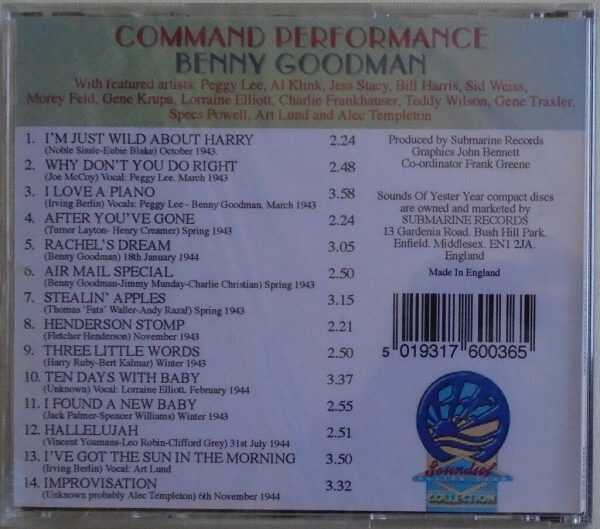 COMMAND PERFORMANCE
BENNY GOODMAN
With featured artists: Peggy Lee, Al Klink, Jess Stacy, Bill Harris, Sid Weiss,
Morey Feld, Gene Krupa, Lorraine Elliott, Charlie Frankhauser, Teddy Wilson, Gene Traxler,
Specs Powell, Art Lund and Alec Templeton
1. I'M JUST WILD ABOUT HARRY 2.24
(Noble Sissle-Eubie Blake) October 1943.
2. WHY DON'T YOU DO RIGHT 2.48
(Joe McCoy) Vocal: Peggy Lee. March 1943
3. I LOVE A PIANO 3.58
(Irving Berlin) Vocals: Peggy Lee - Benny Goodman. March 1943
4. AFTER YOU'VE GONE 2.24
(Turner Layton- Henry Creamer) Spring 1943
5. RACHEL'S DREAM 3.05
(Benny Goodman) 18th January 1944
6. AIR MAIL SPECIAL 2.50
(Benny Goodman-Jimmy Munday-Charlie Christian) Spring 1943
7. STEALIN' APPLES 3.15
(Thomas 'Fats' Waller-Andy Razaf) Spring 1943
8. HENDERSON STOMP 2.21
(Fletcher Henderson) November 1943
9. THREE LITTLE WORDS 2.50
(Harry Ruby-Bert Kalmar) Winter 1943
10. TEN DAYS WITH BABY 3.37
(Unknown) Vocal: Lorraine Elliott. February 1944
11. I FOUND A NEW BABY 2.55
(Jack Palmer-Spencer Williams) Winter 1943
12. HALLELUJAH 2.51
(Vincent Youmans-Leo Robin-Clifford Grey) 31st July 1944
13. I'VE GOT THE SUN IN THE MORNING 3.50
(Irving Berlin) Vocal: Art Lund
14. IMPROVISATION 3.32
(Unknown probably Alec Templeton) 6th November 1944
Produced by Submarine Records
Graphics John Bennett
Co-ordinator Frank Greene
Sounds Of Yester Year compact discs
are owned and marketed by
SUBMARINE RECORDS
13 Gardenia Road. Bush Hill Park.
Enfield. Middlesex. EN1 2JA.
England
Made In England
5 019317 600365
Sounds of
COLLECTION